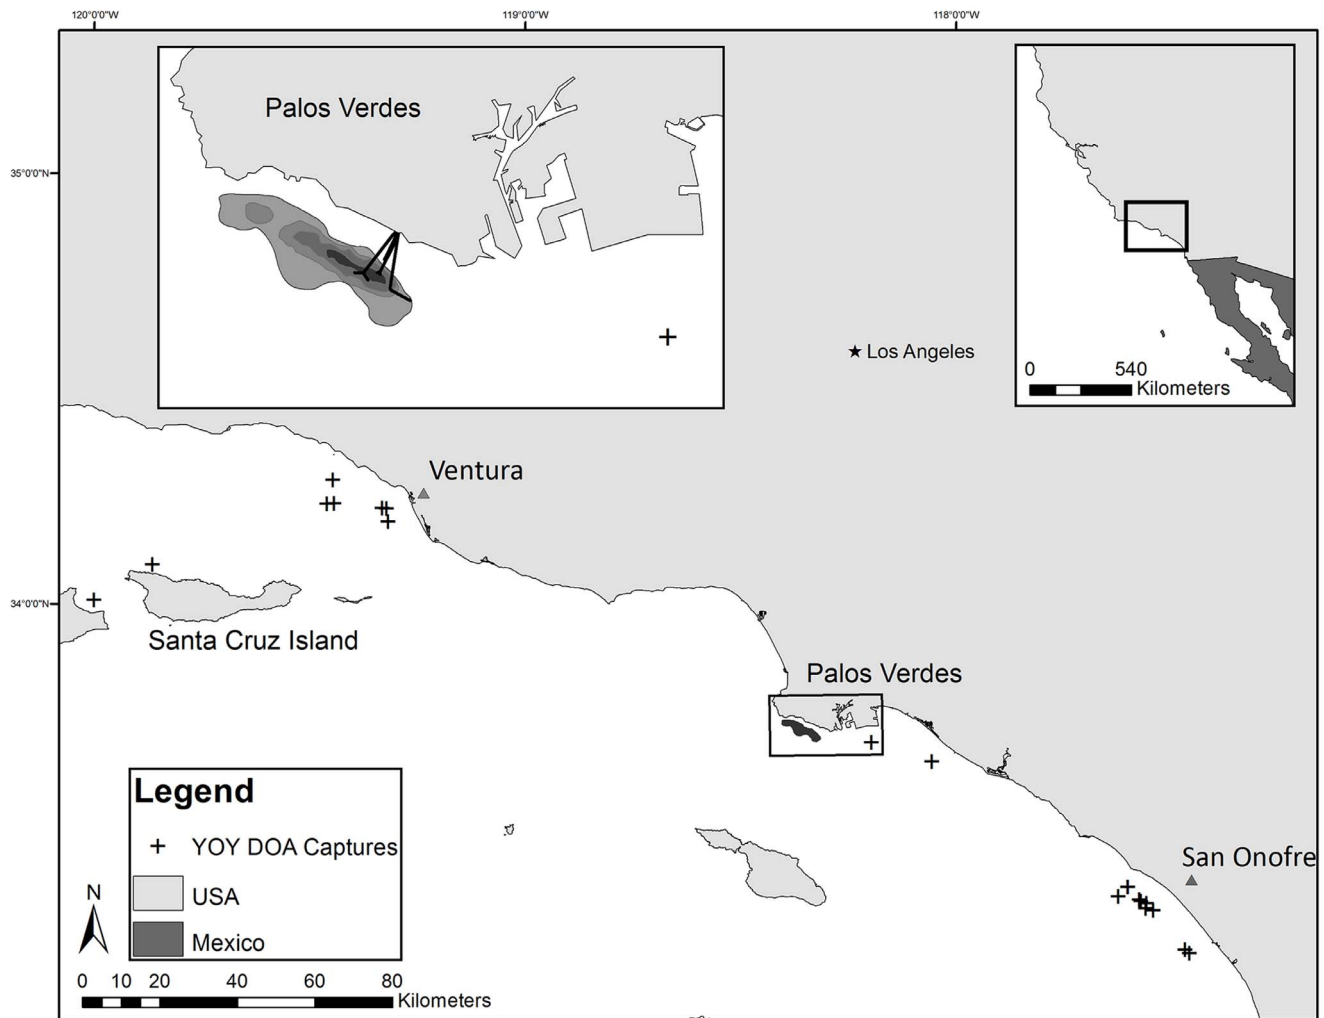 120°0'0"W
119°0'0"W
118°0'0"W
35°0'0"N
34°0'0"N
Palos Verdes
0 540
Kilometers
Los Angeles
Ventura
Santa Cruz Island
Palos Verdes
San Onofre
Legend
YOY DOA Captures
USA
Mexico
N
0 10 20 40 60 80
Kilometers